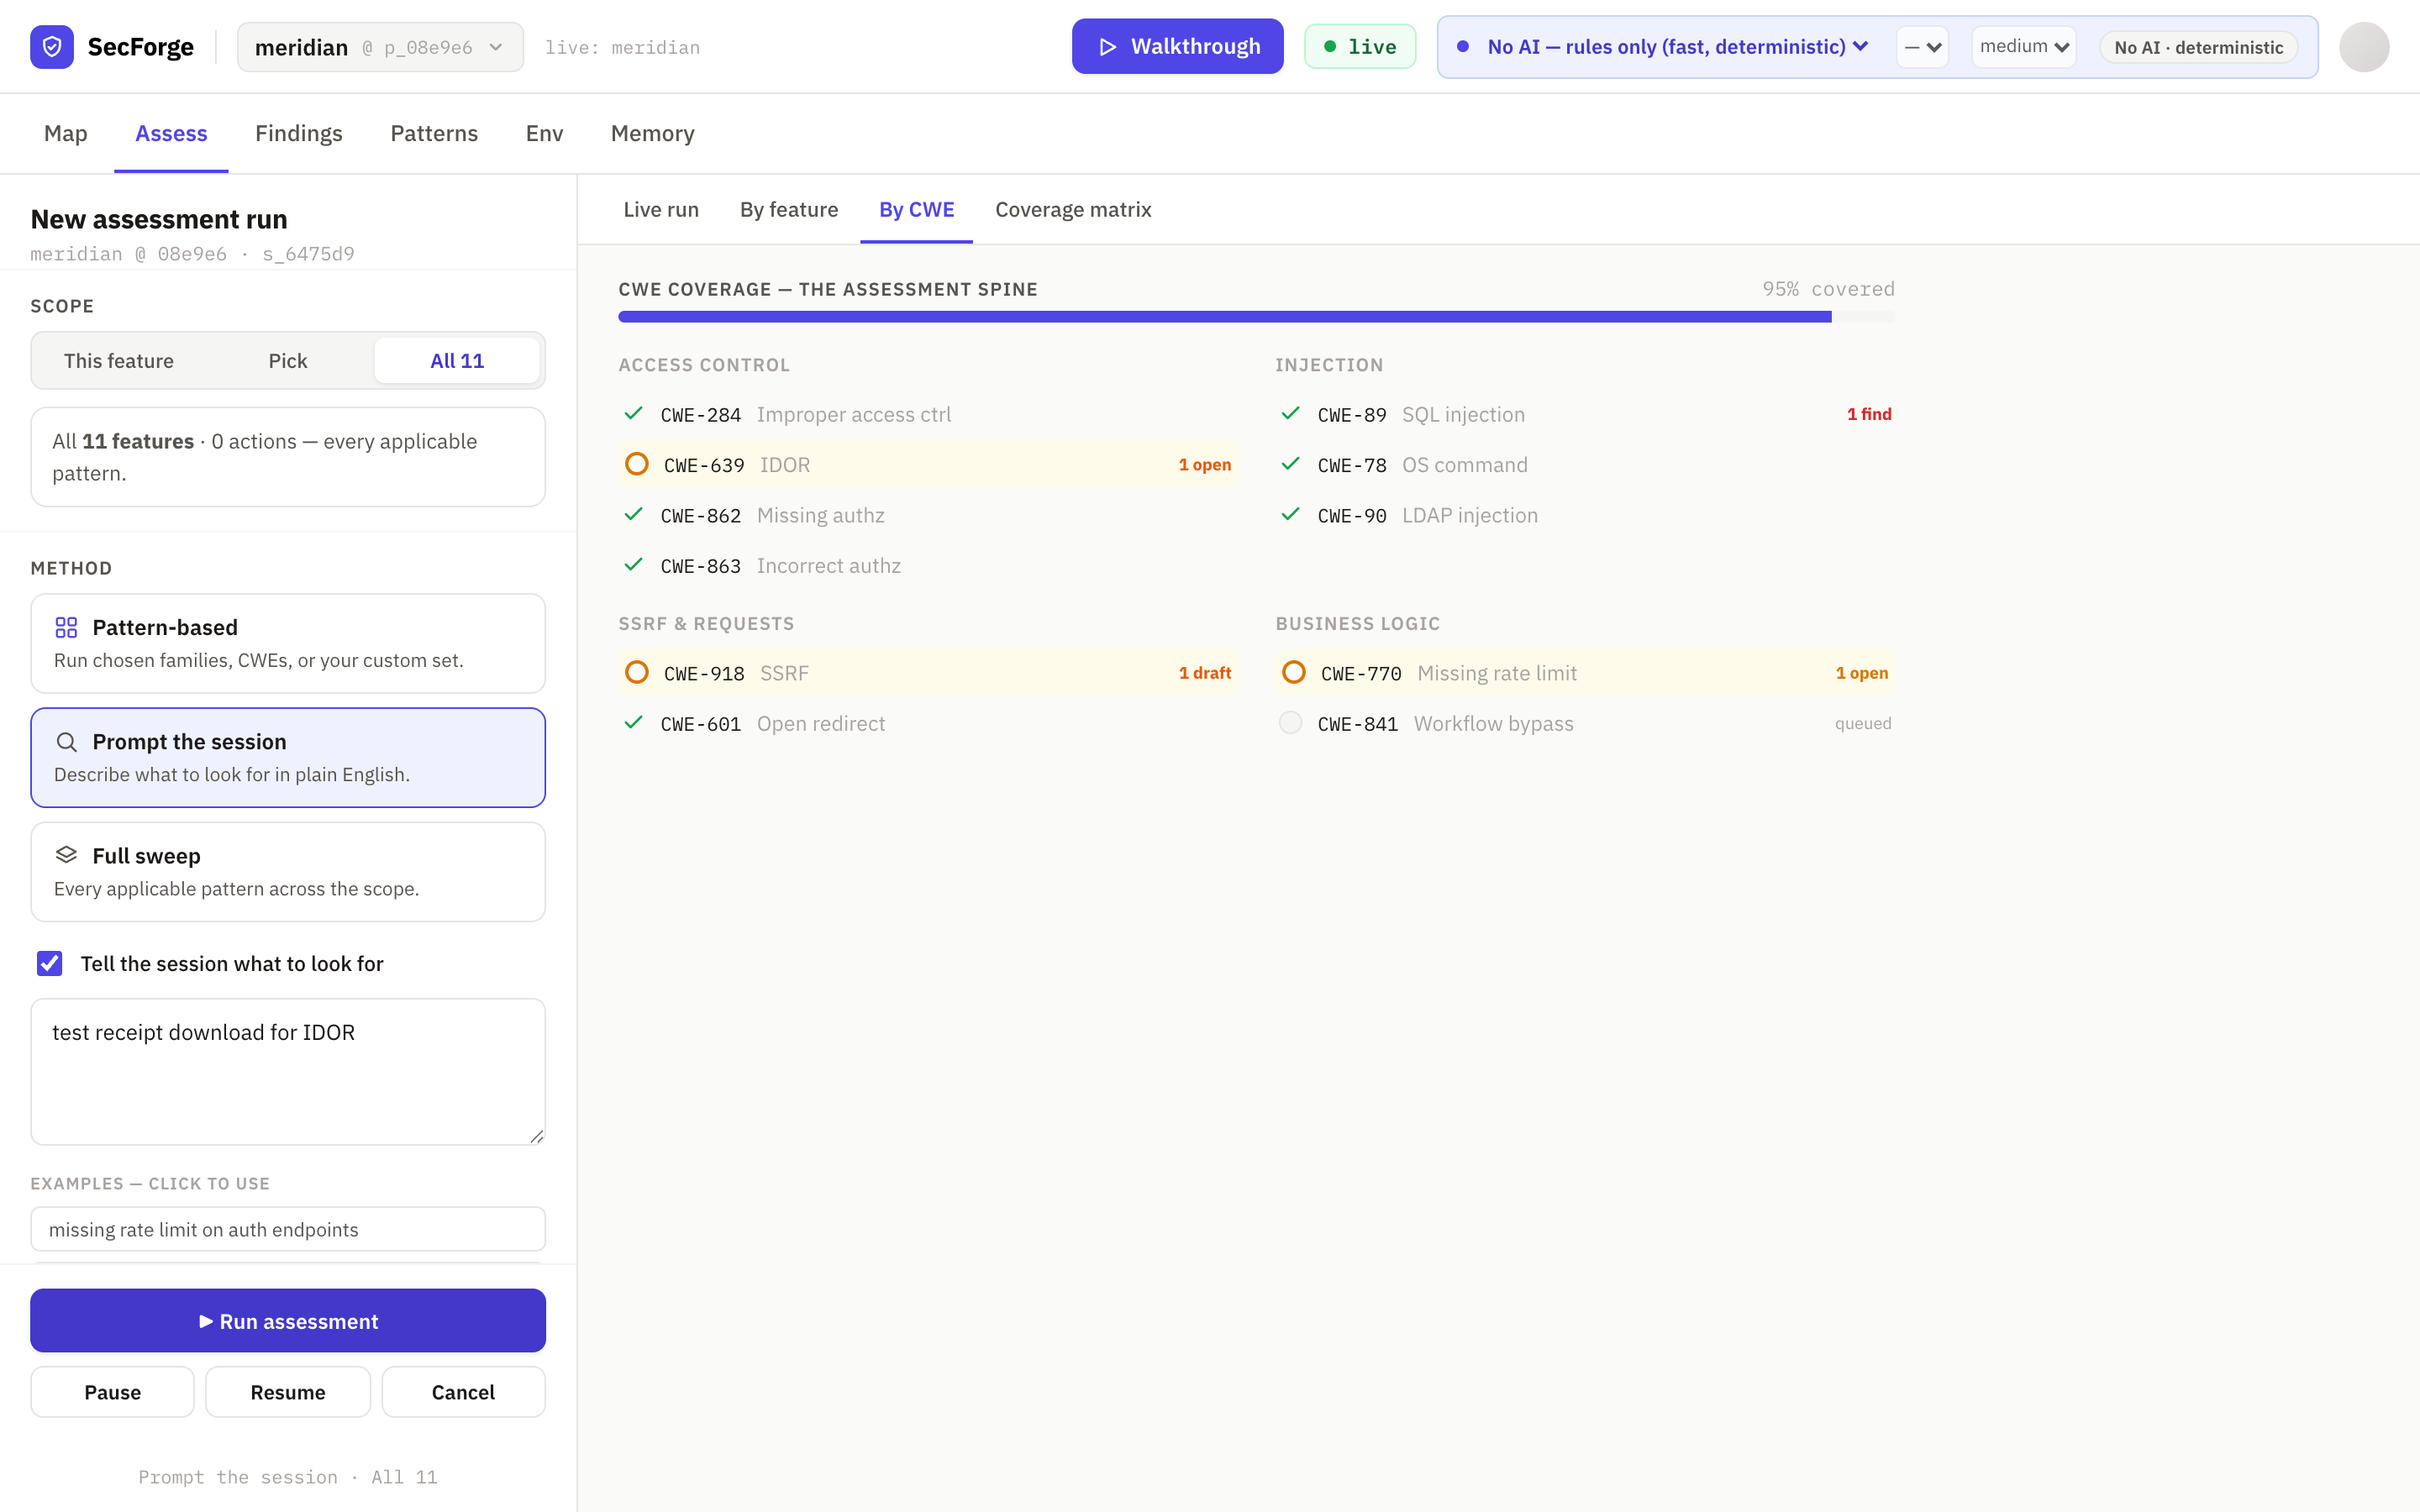 SecForge
meridian @ p_08e9e6
live: meridian
Walkthrough
live
No AI — rules only (fast, deterministic)
—
medium
No AI · deterministic
Map
Assess
Findings
Patterns
Env
Memory
New assessment run
meridian @ 08e9e6 · s_6475d9
SCOPE
This feature
Pick
All 11
All 11 features · 0 actions — every applicable
pattern.
METHOD
Pattern-based
Run chosen families, CWEs, or your custom set.
Prompt the session
Describe what to look for in plain English.
Full sweep
Every applicable pattern across the scope.
Tell the session what to look for
test receipt download for IDOR
EXAMPLES — CLICK TO USE
missing rate limit on auth endpoints
▶ Run assessment
Pause
Resume
Cancel
Prompt the session · All 11
Live run
By feature
By CWE
Coverage matrix
CWE COVERAGE — THE ASSESSMENT SPINE
95% covered
ACCESS CONTROL
CWE-284 Improper access ctrl
CWE-639 IDOR 1 open
CWE-862 Missing authz
CWE-863 Incorrect authz
INJECTION
CWE-89 SQL injection 1 find
CWE-78 OS command
CWE-90 LDAP injection
SSRF & REQUESTS
CWE-918 SSRF 1 draft
CWE-601 Open redirect
BUSINESS LOGIC
CWE-770 Missing rate limit 1 open
CWE-841 Workflow bypass queued